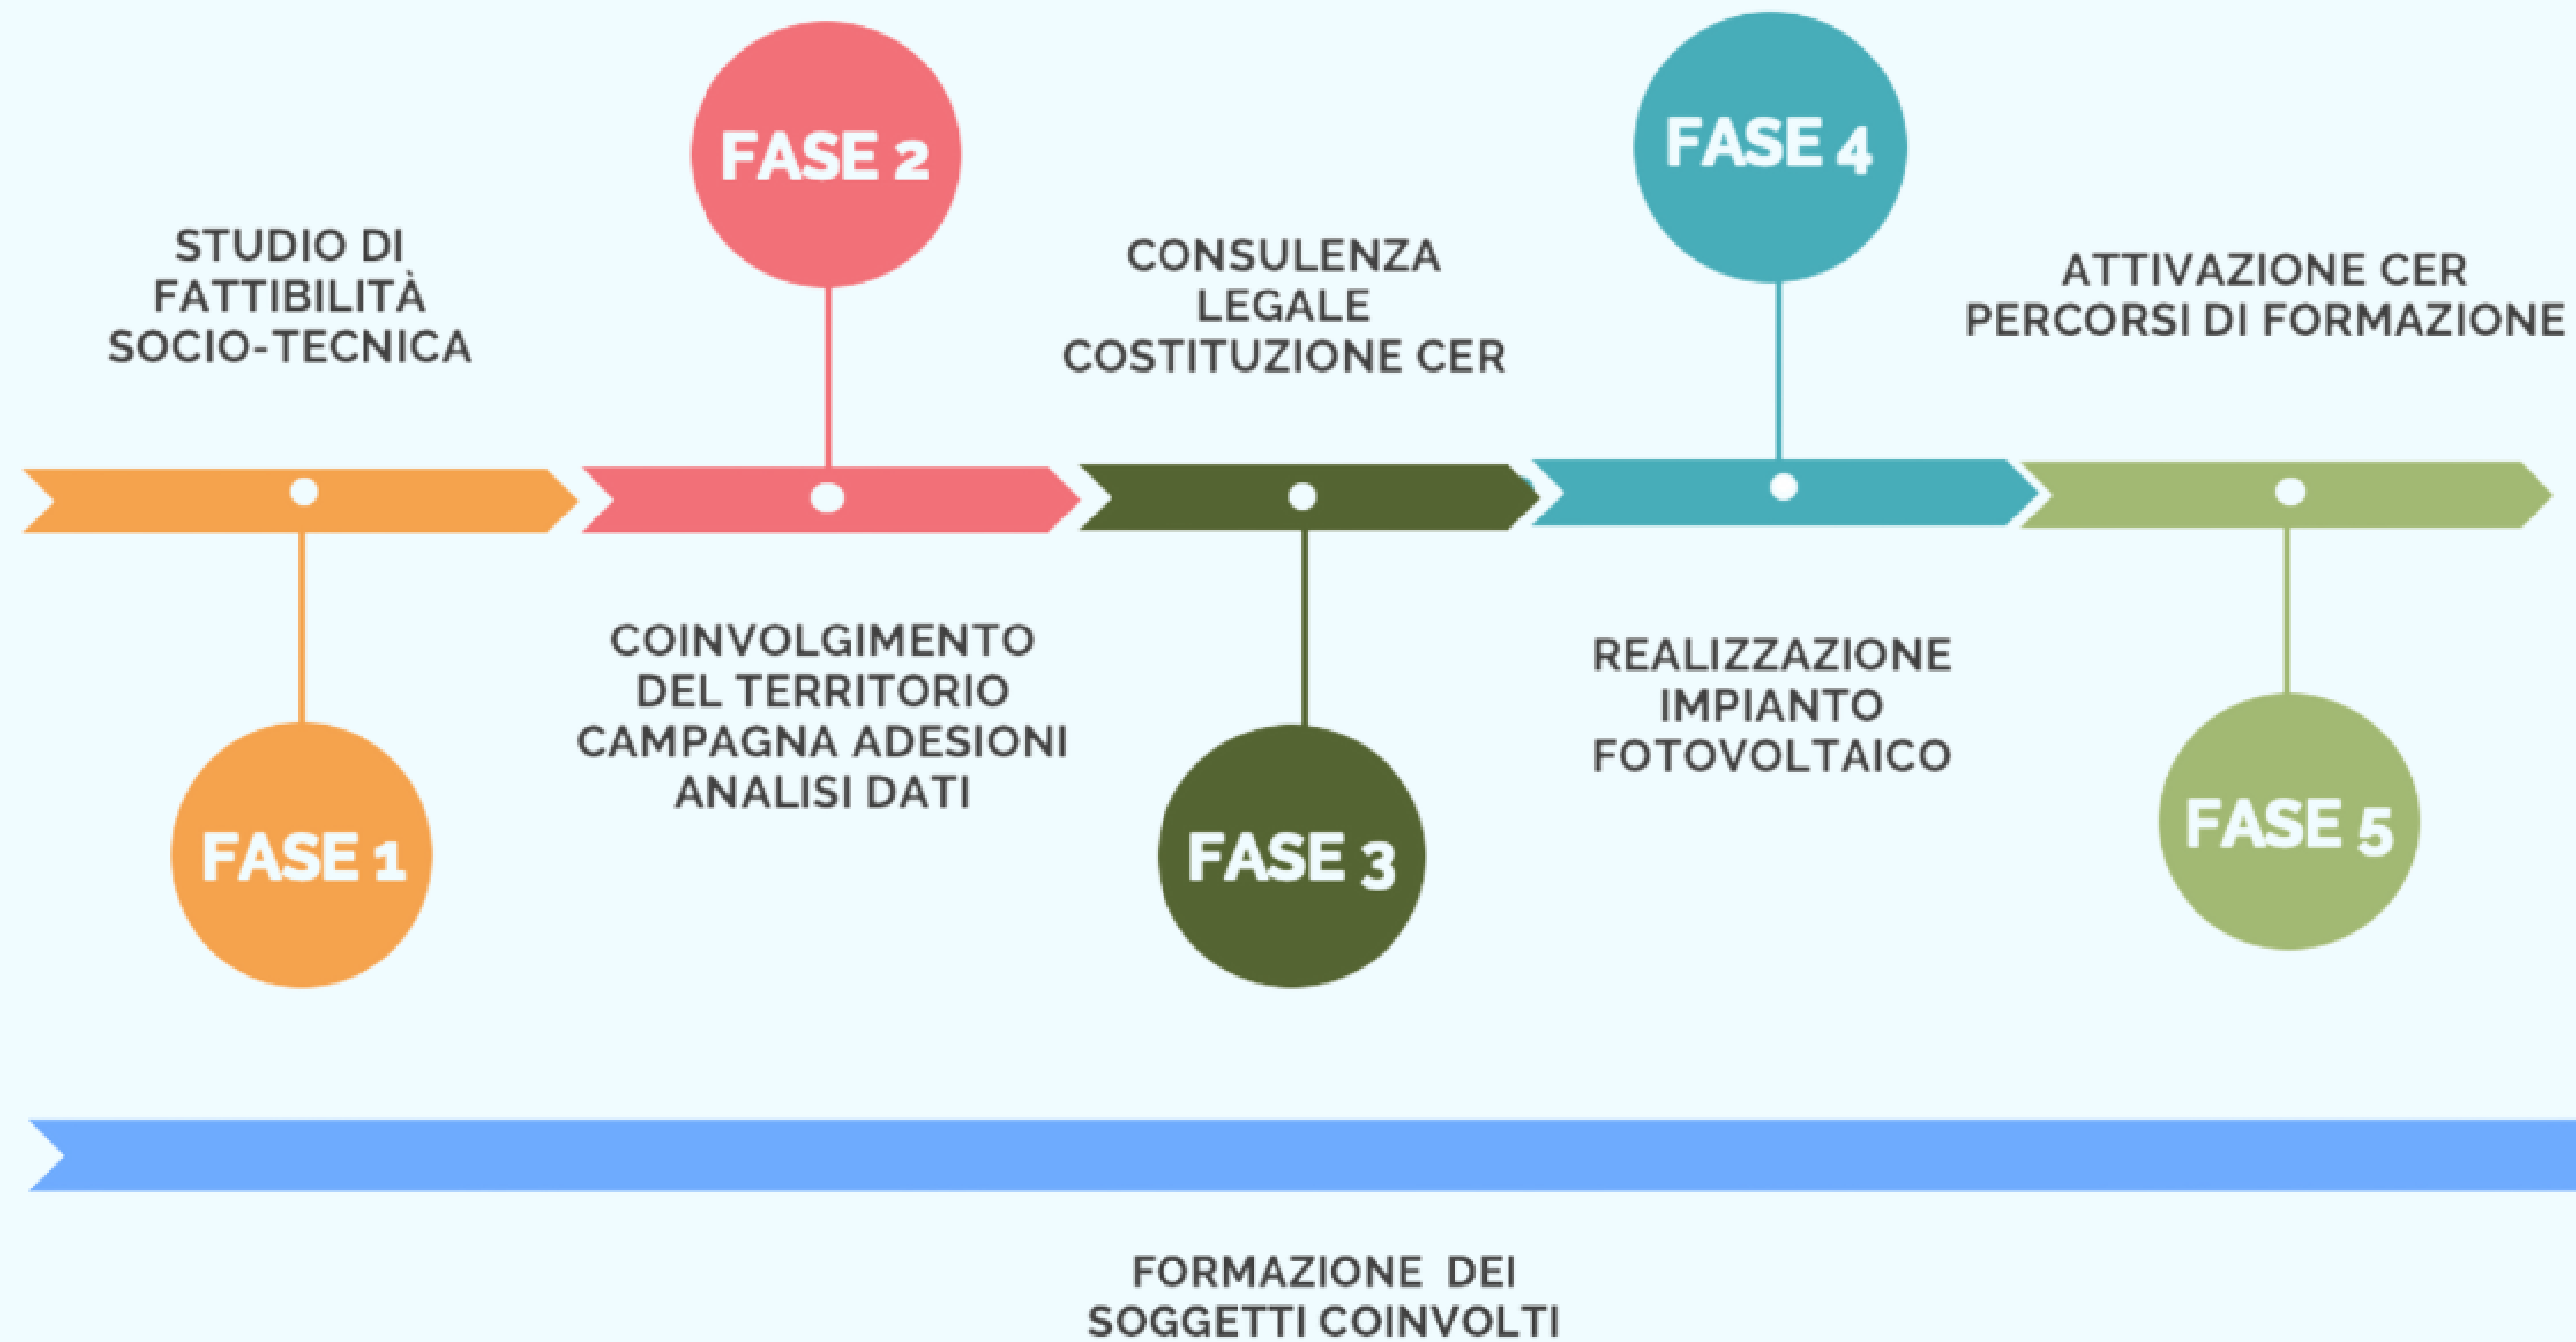 STUDIO DI
FATTIBILITÀ
SOCIO-TECNICA
FASE 1
FASE 2
COINVOLGIMENTO
DEL TERRITORIO
CAMPAGNA ADESIONI
ANALISI DATI
CONSULENZA
LEGALE
COSTITUZIONE CER
FASE 3
FASE 4
REALIZZAZIONE
IMPIANTO
FOTOVOLTAICO
ATTIVAZIONE CER
PERCORSI DI FORMAZIONE
FASE 5
FORMAZIONE DEI
SOGGETTI COINVOLTI